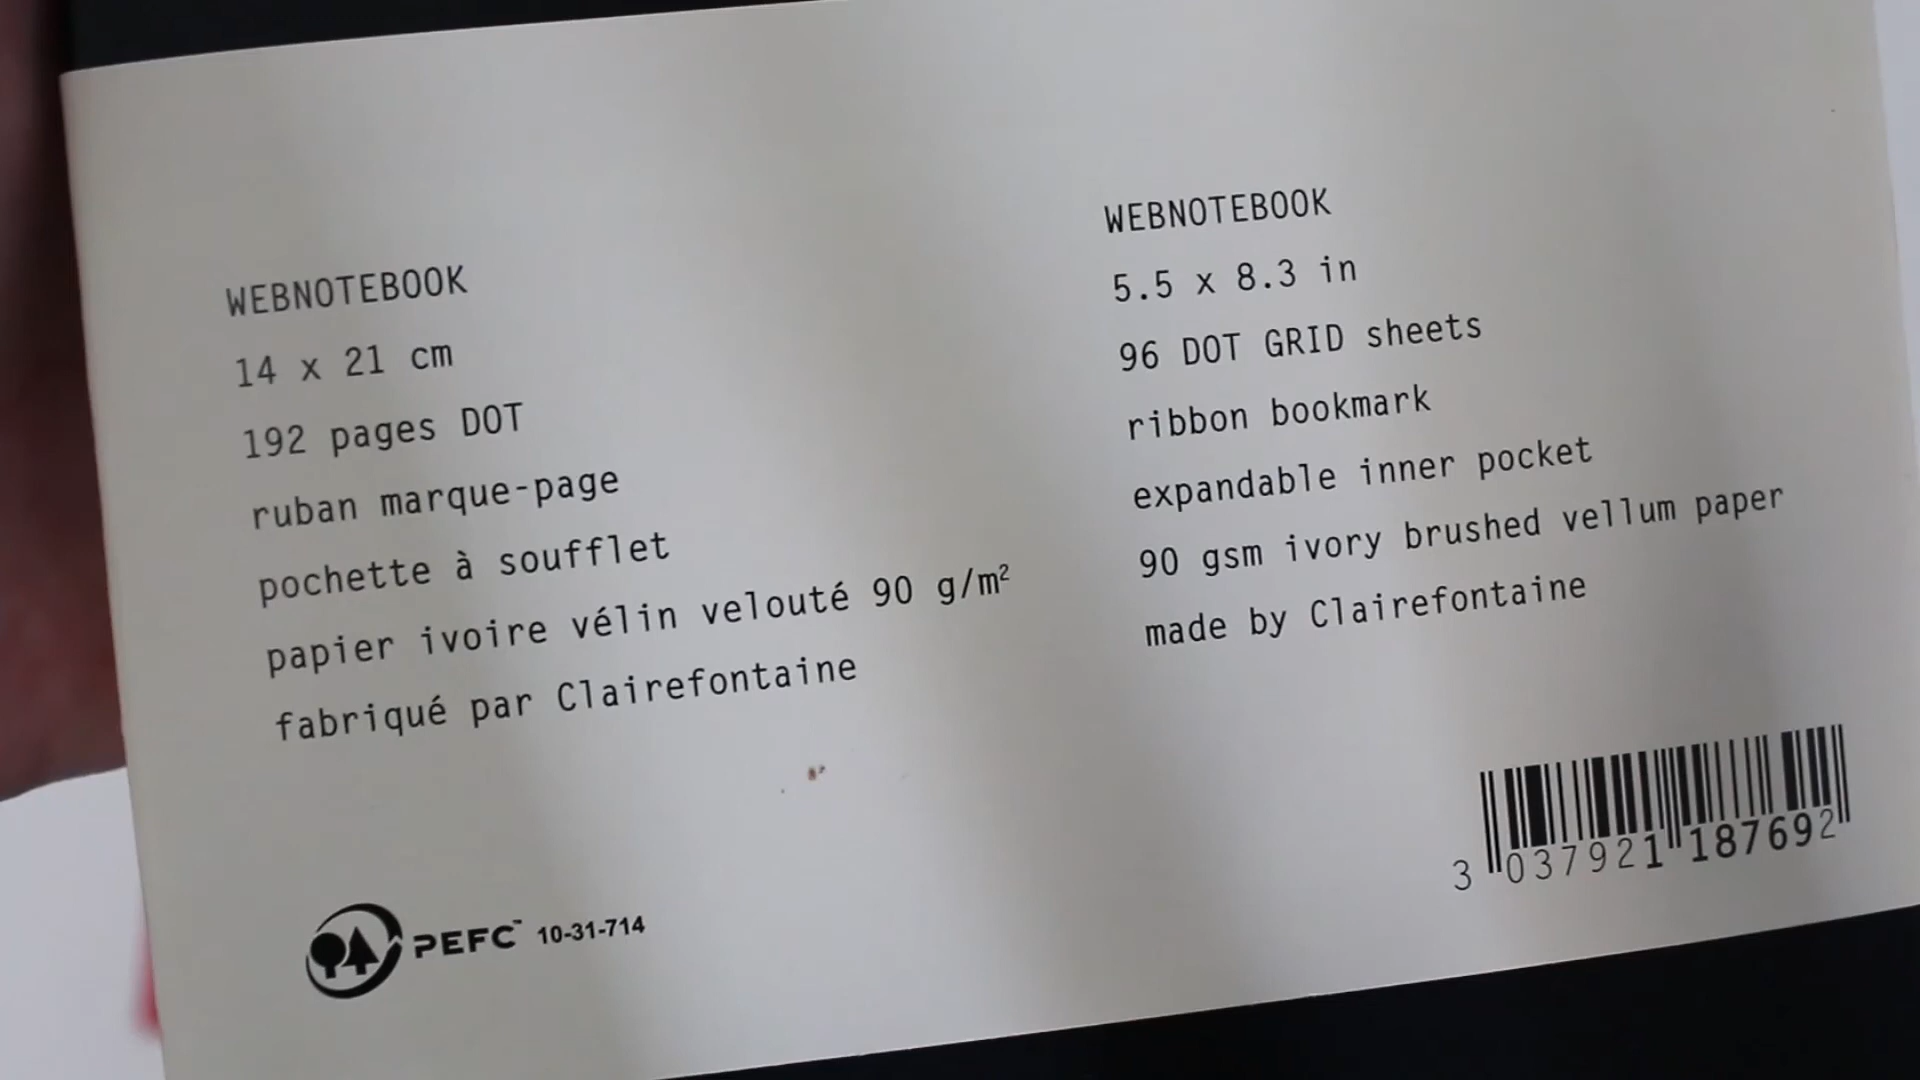 WEBNOTEBOOK
14 x 21 cm
192 pages DOT
ruban marque-page
pochette à soufflet
papier ivoire vélin velouté 90 g/m²
fabriqué par Clairefontaine
WEBNOTEBOOK
5.5 x 8.3 in
96 DOT GRID sheets
ribbon bookmark
expandable inner pocket
90 gsm ivory brushed vellum paper
made by Clairefontaine
PEFC™ 10-31-714
3 037921 187692